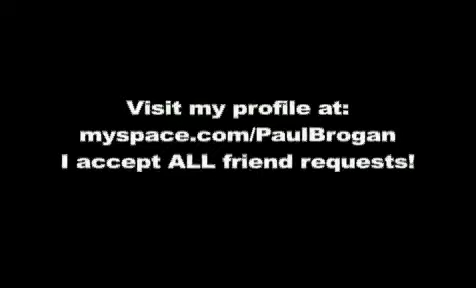 Visit my profile at:
myspace.com/PaulBrogan
I accept ALL friend requests!